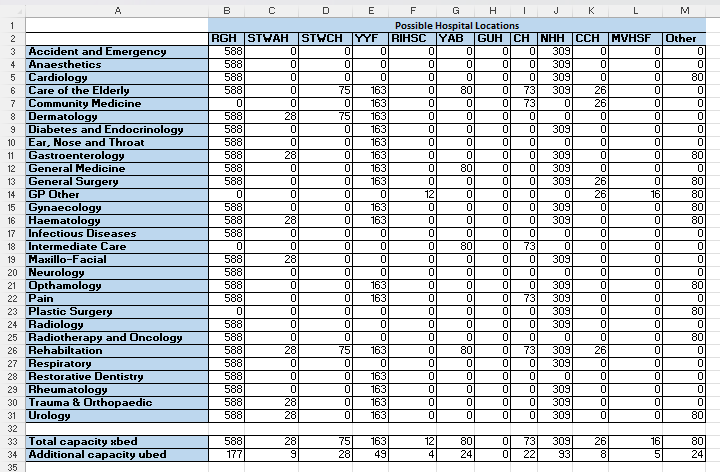 A B C D E F G H I J K L M
1 Possible Hospital Locations
2 RGH STWAH STWCH YYF RIHSC YAB GUH CH NHH CCH MVHSF Other
3 Accident and Emergency 588 0 0 0 0 0 0 0 309 0 0 0
4 Anaesthetics 588 0 0 163 0 0 0 0 309 0 0 0
5 Cardiology 588 0 0 163 0 0 0 0 309 0 0 80
6 Care of the Elderly 588 0 75 163 0 80 0 73 309 26 0 0
7 Community Medicine 0 0 0 163 0 0 0 73 0 26 0 0
8 Dermatology 588 28 75 163 0 0 0 0 0 0 0 0
9 Diabetes and Endocrinology 588 0 0 163 0 0 0 0 309 0 0 0
10 Ear, Nose and Throat 588 0 0 163 0 0 0 0 0 0 0 0
11 Gastroenterology 588 28 0 163 0 0 0 0 309 0 0 80
12 General Medicine 588 0 0 163 0 80 0 0 309 0 0 0
13 General Surgery 588 0 0 163 0 0 0 0 309 26 0 80
14 GP Other 0 0 0 0 12 0 0 0 0 26 16 80
15 Gynaecology 588 0 0 163 0 0 0 0 309 0 0 80
16 Haematology 588 28 0 163 0 0 0 0 309 0 0 80
17 Infectious Diseases 588 0 0 0 0 0 0 0 0 0 0 0
18 Intermediate Care 0 0 0 0 0 80 0 73 0 0 0 0
19 Maxillo-Facial 588 28 0 0 0 0 0 0 309 0 0 0
20 Neurology 588 0 0 0 0 0 0 0 0 0 0 0
21 Opthamology 588 0 0 163 0 0 0 0 309 0 0 80
22 Pain 588 0 0 163 0 0 0 73 309 0 0 0
23 Plastic Surgery 0 0 0 0 0 0 0 0 309 0 0 80
24 Radiology 588 0 0 0 0 0 0 0 309 0 0 0
25 Radiotherapy and Oncology 588 0 0 0 0 0 0 0 0 0 0 80
26 Rehabiltation 588 28 75 163 0 80 0 73 309 26 0 0
27 Respiratory 588 0 0 0 0 0 0 0 309 0 0 0
28 Restorative Dentistry 588 0 0 163 0 0 0 0 0 0 0 0
29 Rheumatology 588 0 0 163 0 0 0 0 309 0 0 0
30 Trauma & Orthopaedic 588 28 0 163 0 0 0 0 309 0 0 0
31 Urology 588 28 0 163 0 0 0 0 309 0 0 80
32
33 Total capacity xbed 588 28 75 163 12 80 0 73 309 26 16 80
34 Additional capacity ubed 177 9 28 49 4 24 0 22 93 8 5 24
35